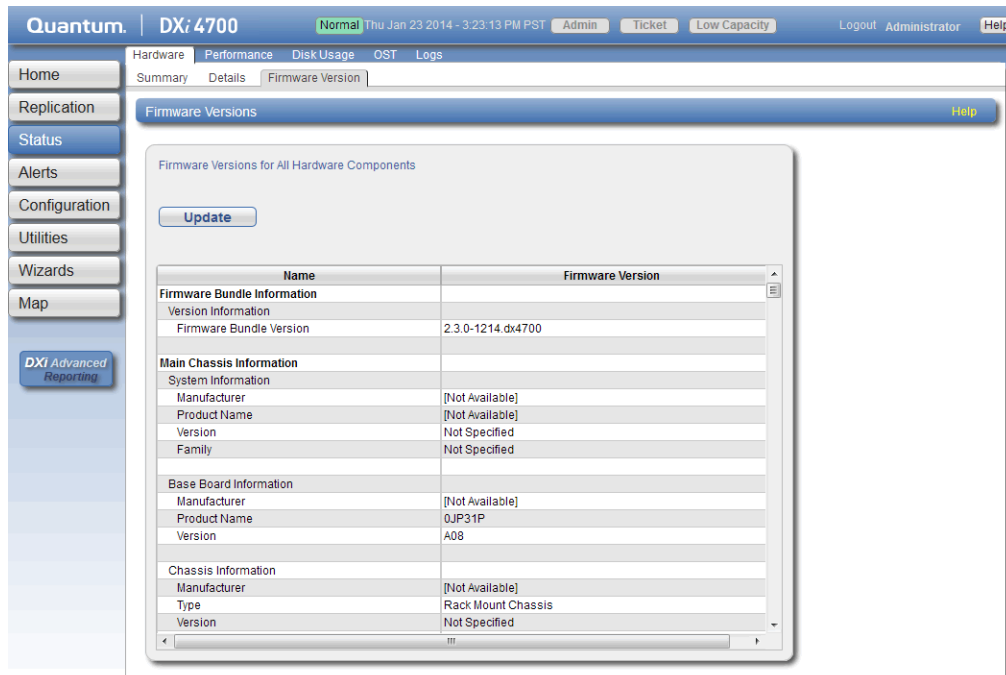 Quantum. DXi 4700 Normal Thu Jan 23 2014 - 3:23:13 PM PST Admin Ticket Low Capacity Logout Administrator Help
Hardware Performance Disk Usage OST Logs
Summary Details Firmware Version
Home
Replication
Status
Alerts
Configuration
Utilities
Wizards
Map
DXi Advanced
Reporting
Firmware Versions Help
Firmware Versions for All Hardware Components
Update
Name Firmware Version
Firmware Bundle Information
Version Information
Firmware Bundle Version 2.3.0-1214.dx4700
Main Chassis Information
System Information
Manufacturer [Not Available]
Product Name [Not Available]
Version Not Specified
Family Not Specified
Base Board Information
Manufacturer [Not Available]
Product Name 0JP31P
Version A08
Chassis Information
Manufacturer [Not Available]
Type Rack Mount Chassis
Version Not Specified